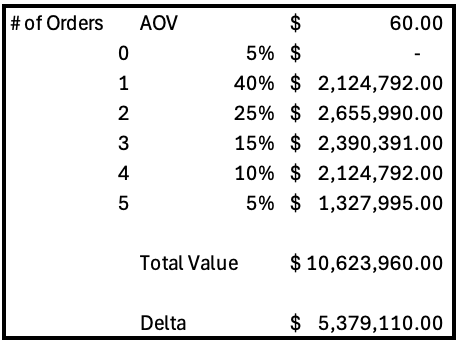 # of Orders AOV $ 60.00
0 5% $ -
1 40% $ 2,124,792.00
2 25% $ 2,655,990.00
3 15% $ 2,390,391.00
4 10% $ 2,124,792.00
5 5% $ 1,327,995.00
Total Value $ 10,623,960.00
Delta $ 5,379,110.00